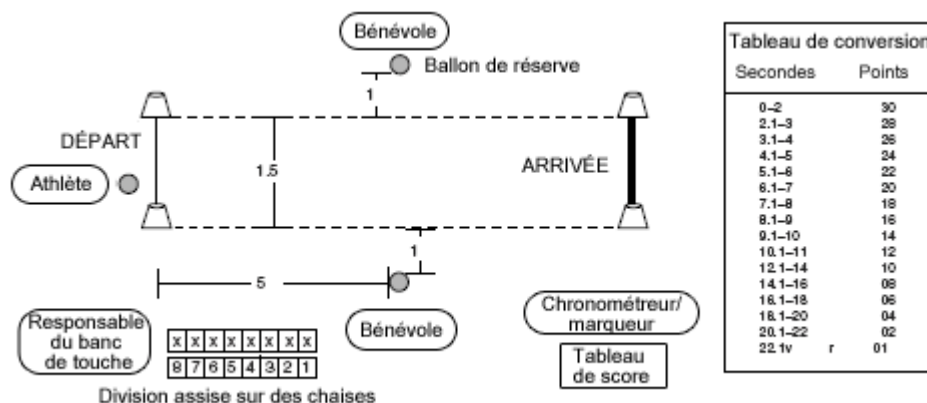 Bénévole
Ballon de réserve
1
DÉPART
Athlète
1.5
ARRIVÉE
1
5
Bénévole
Responsable
du banc
de touche
x x x x x x x x
8 7 6 5 4 3 2 1
Division assise sur des chaises
Chronométreur/
marqueur
Tableau
de score
Tableau de conversion
Secondes Points
0–2 30
2.1–3 28
3.1–4 26
4.1–5 24
5.1–6 22
6.1–7 20
7.1–8 18
8.1–9 16
9.1–10 14
10.1–11 12
12.1–14 10
14.1–16 08
16.1–18 06
18.1–20 04
20.1–22 02
22.1v r 01